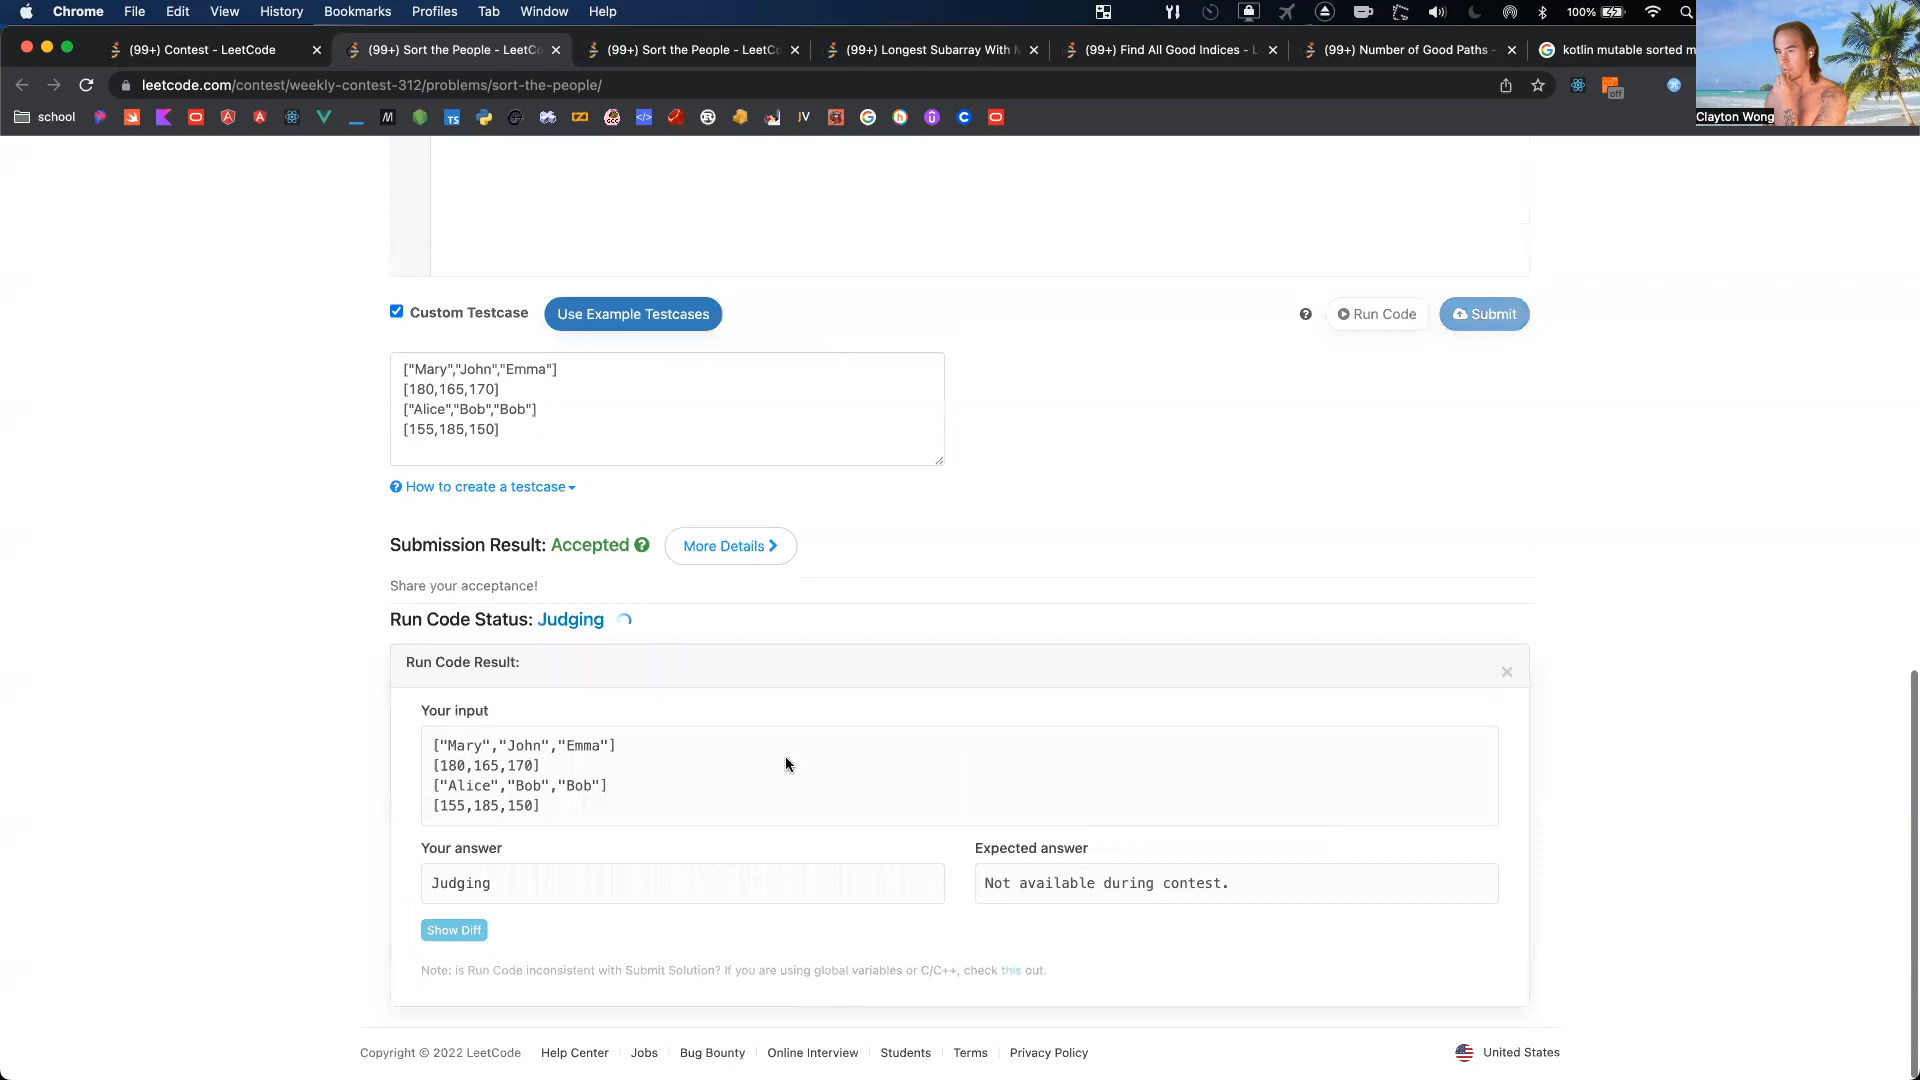 Chrome File Edit View History Bookmarks Profiles Tab Window Help 100%
(99+) Contest - LeetCode
(99+) Sort the People - LeetCo
(99+) Sort the People - LeetCo
(99+) Longest Subarray With M
(99+) Find All Good Indices - L
(99+) Number of Good Paths -
kotlin mutable sorted m
leetcode.com/contest/weekly-contest-312/problems/sort-the-people/
off
school
M
TS
JV
Clayton Wong
Custom Testcase
Use Example Testcases
Run Code
Submit
["Mary","John","Emma"]
[180,165,170]
["Alice","Bob","Bob"]
[155,185,150]
How to create a testcase
Submission Result: Accepted
More Details
Share your acceptance!
Run Code Status: Judging
Run Code Result:
Your input
["Mary","John","Emma"]
[180,165,170]
["Alice","Bob","Bob"]
[155,185,150]
Your answer
Expected answer
Judging
Not available during contest.
Show Diff
Note: is Run Code inconsistent with Submit Solution? If you are using global variables or C/C++, check this out.
Copyright © 2022 LeetCode Help Center Jobs Bug Bounty Online Interview Students Terms Privacy Policy
United States